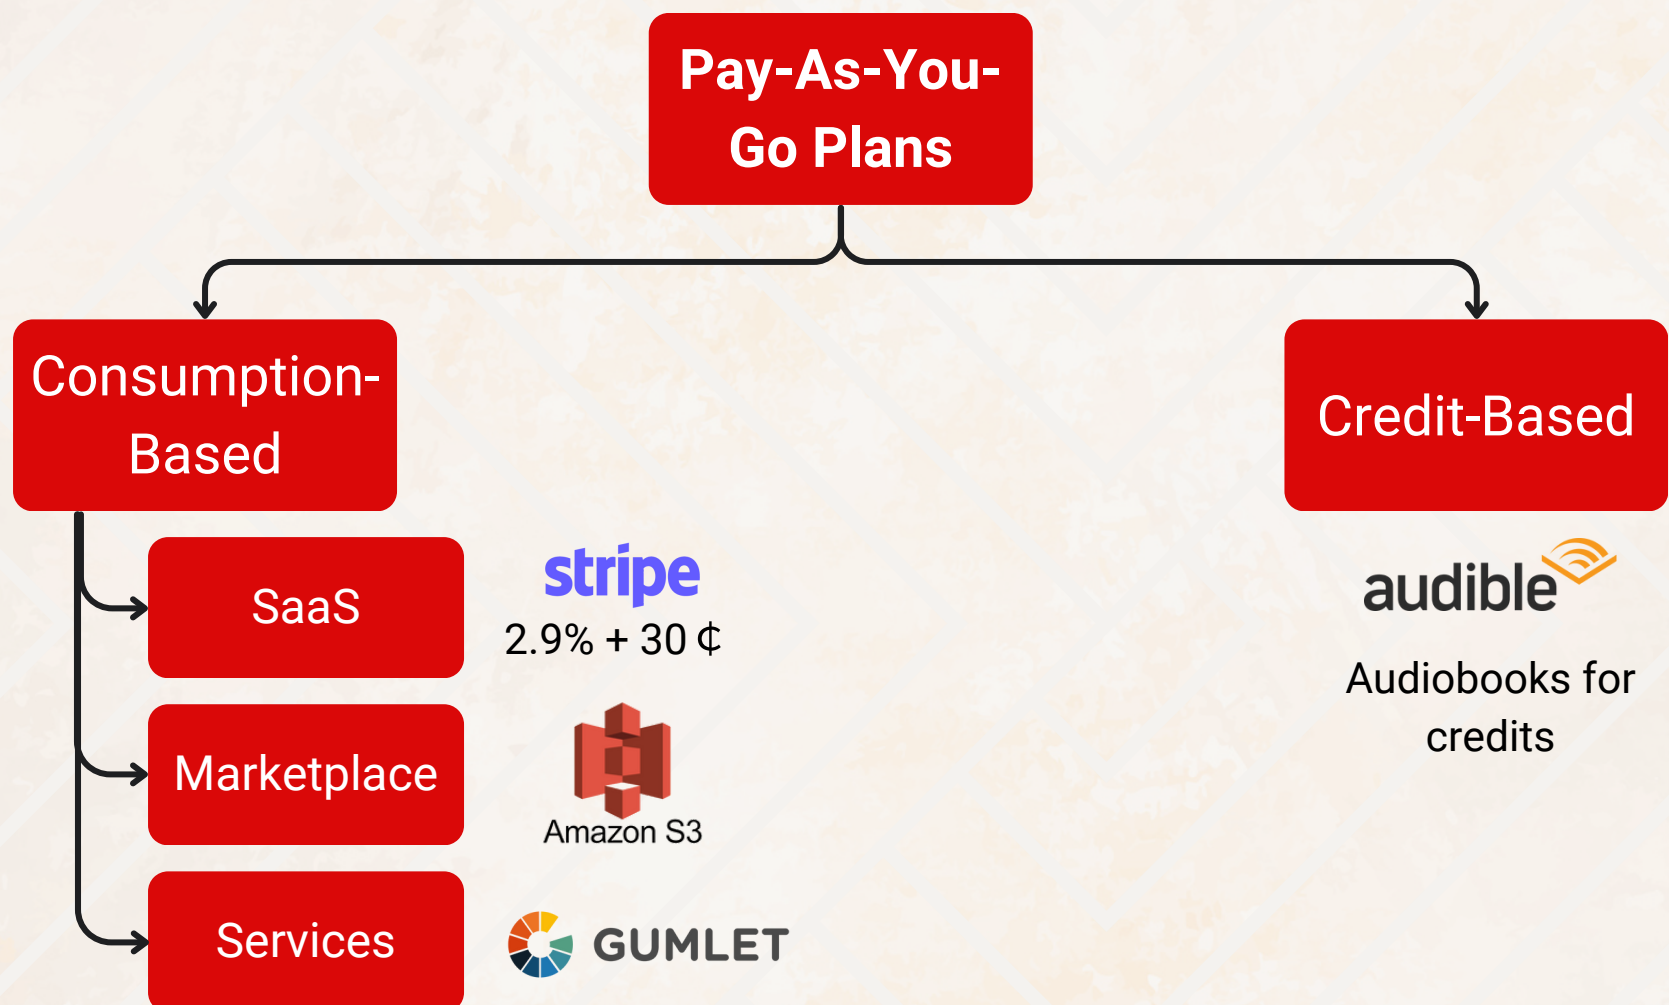 Pay-As-You-
Go Plans
Consumption-
Based
Credit-Based
SaaS
stripe
2.9% + 30 ₵
audible
Audiobooks for
credits
Marketplace
Amazon S3
Services
GUMLET